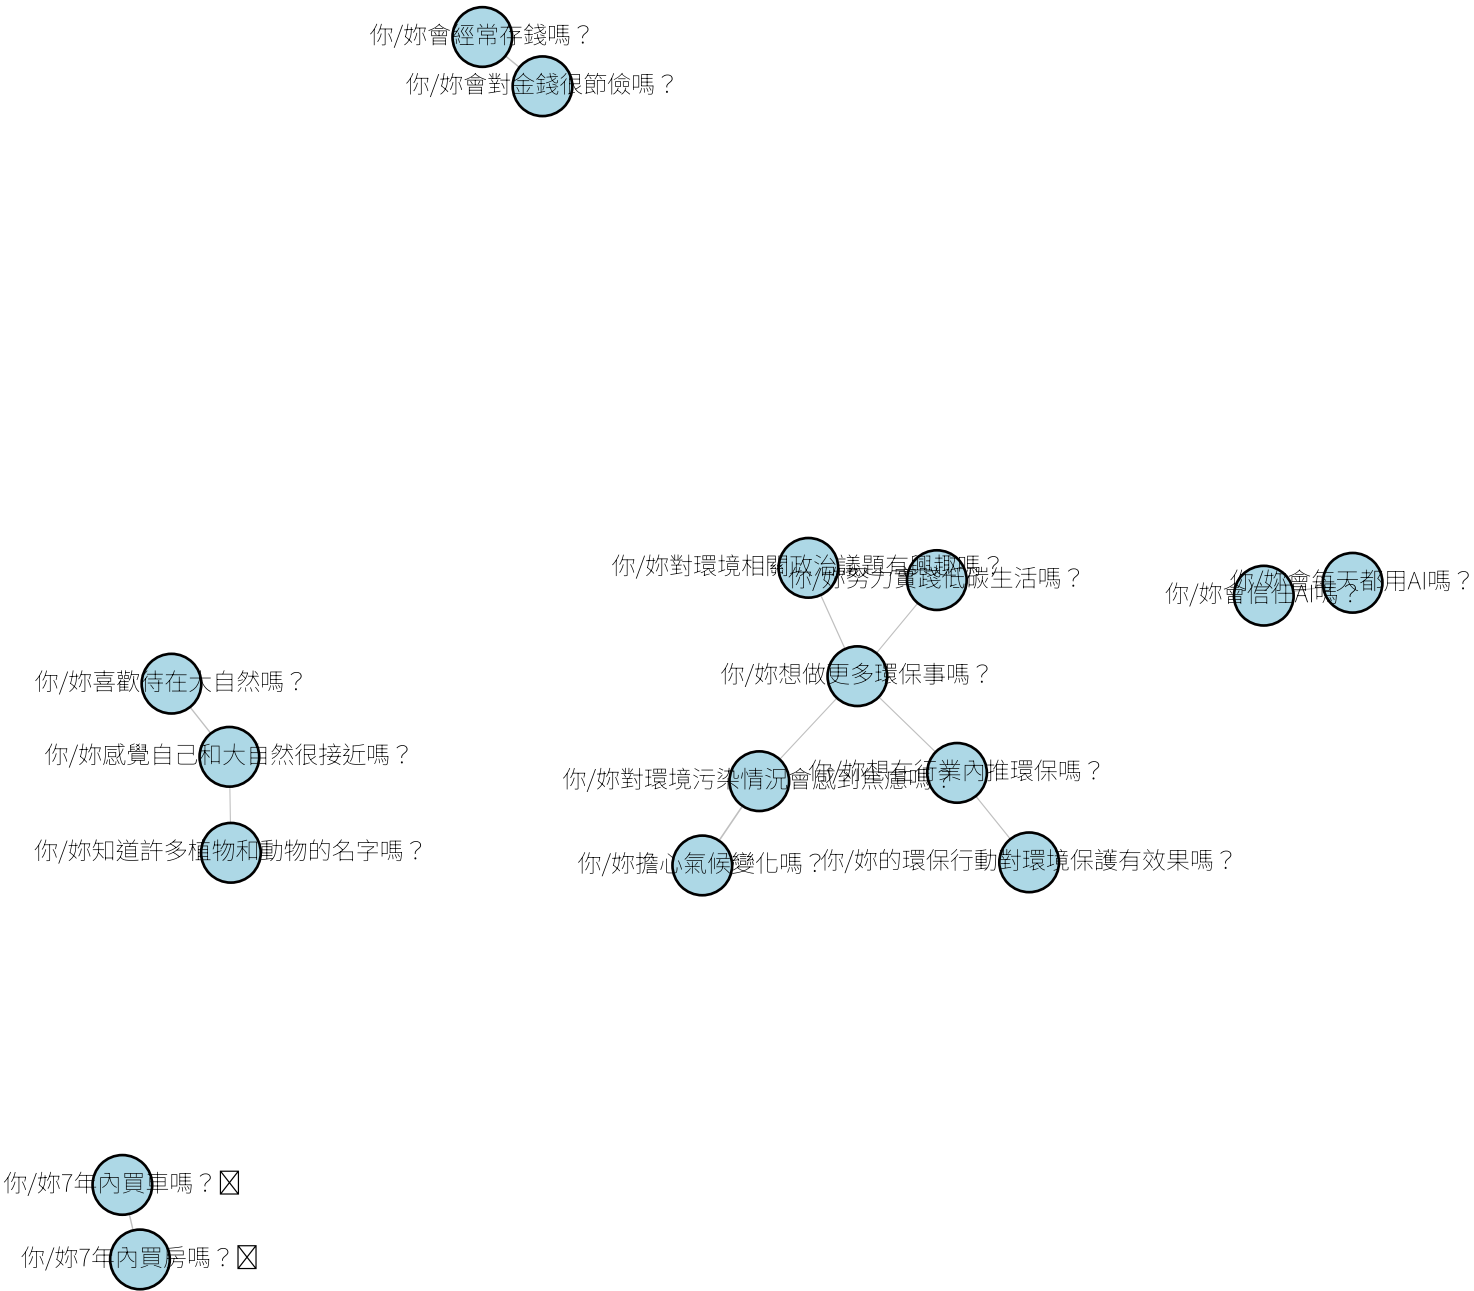 你/妳會經常存錢嗎？
你/妳會對金錢很節儉嗎？
你/妳對環境相關政治議題有興趣嗎？
你/妳努力實踐低碳生活嗎？
你/妳會每天都用AI嗎？
你/妳會信任AI嗎？
你/妳想做更多環保事嗎？
你/妳喜歡待在大自然嗎？
你/妳感覺自己和大自然很接近嗎？
你/妳對環境污染情況會感到焦慮嗎？
你/妳想在行業內推環保嗎？
你/妳知道許多植物和動物的名字嗎？
你/妳擔心氣候變化嗎？
你/妳的環保行動對環境保護有效果嗎？
你/妳7年內買車嗎？
你/妳7年內買房嗎？